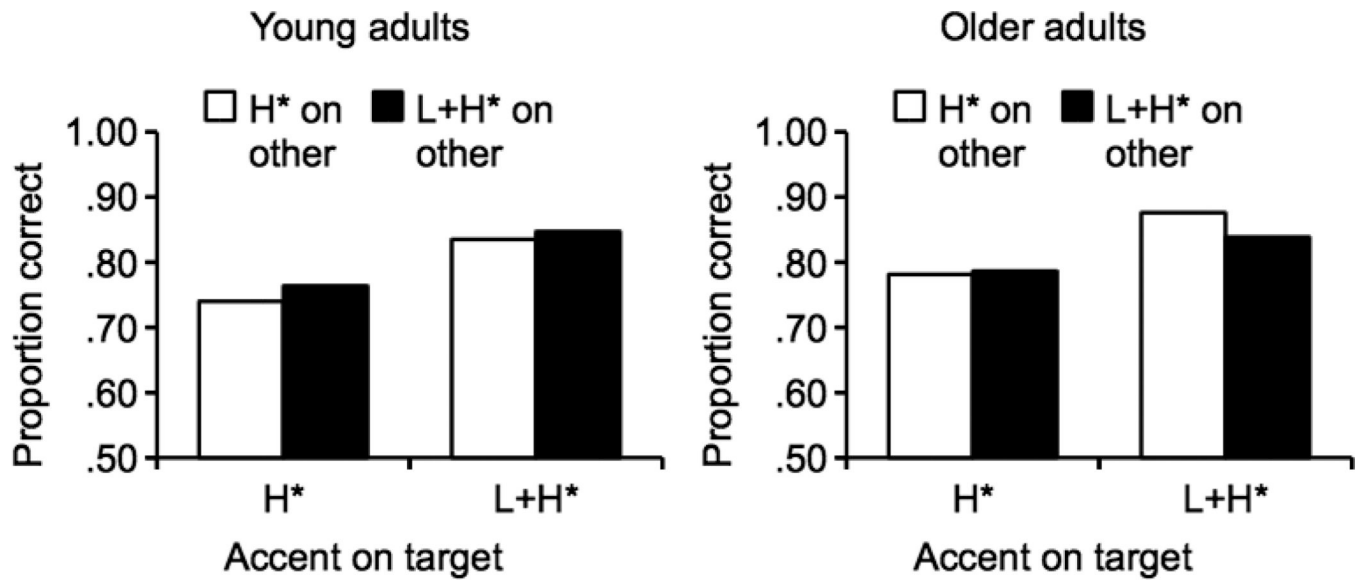 Young adults
H* on other
L+H* on other
1.00
.90
.80
.70
.60
.50
Proportion correct
H*
L+H*
Accent on target
Older adults
H* on other
L+H* on other
1.00
.90
.80
.70
.60
.50
Proportion correct
H*
L+H*
Accent on target